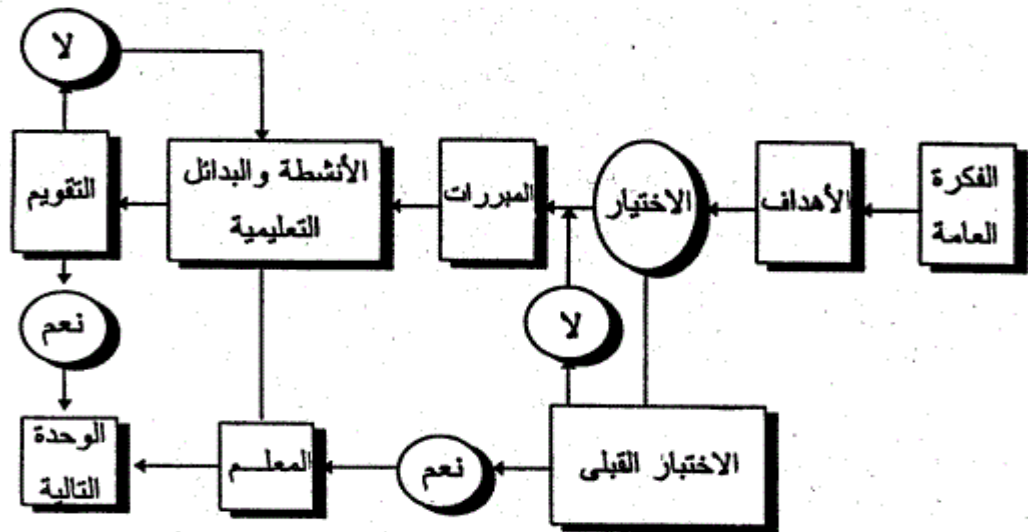 لا
الفكرة
العامة
الأهداف
الاختيار
المبررات
الأنشطة والبدائل
التعليمية
التقويم
لا
نعم
الاختبار القبلى
نعم
المعلم
الوحدة
التالية